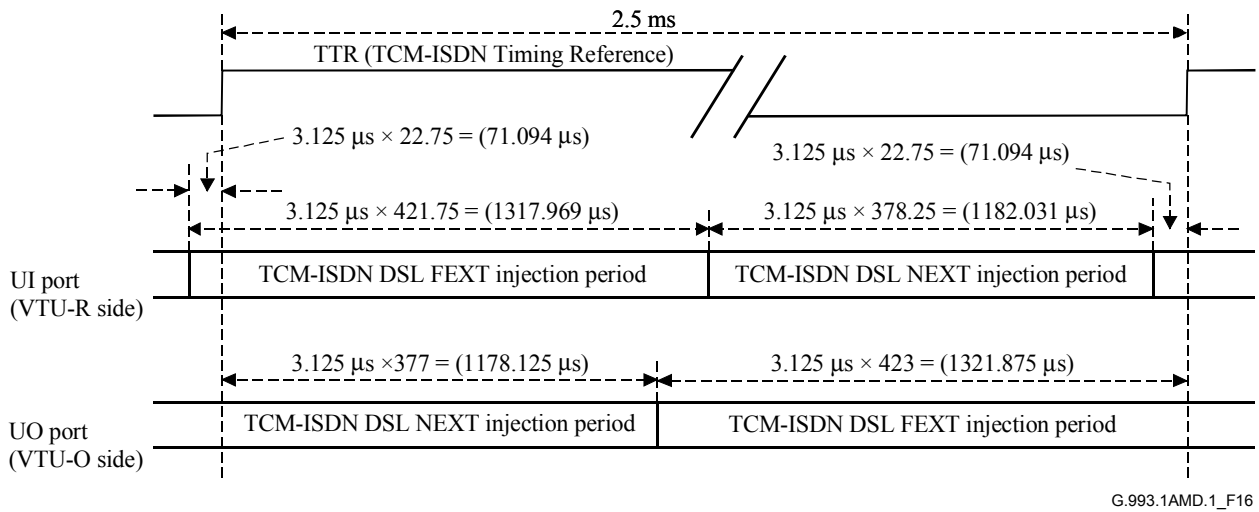 2.5 ms
TTR (TCM-ISDN Timing Reference)
3.125 µs × 22.75 = (71.094 µs)
3.125 µs × 22.75 = (71.094 µs)
3.125 µs × 421.75 = (1317.969 µs)
3.125 µs × 378.25 = (1182.031 µs)
UI port
(VTU-R side)
TCM-ISDN DSL FEXT injection period
TCM-ISDN DSL NEXT injection period
3.125 µs ×377 = (1178.125 µs)
3.125 µs × 423 = (1321.875 µs)
UO port
(VTU-O side)
TCM-ISDN DSL NEXT injection period
TCM-ISDN DSL FEXT injection period
G.993.1AMD.1_F16